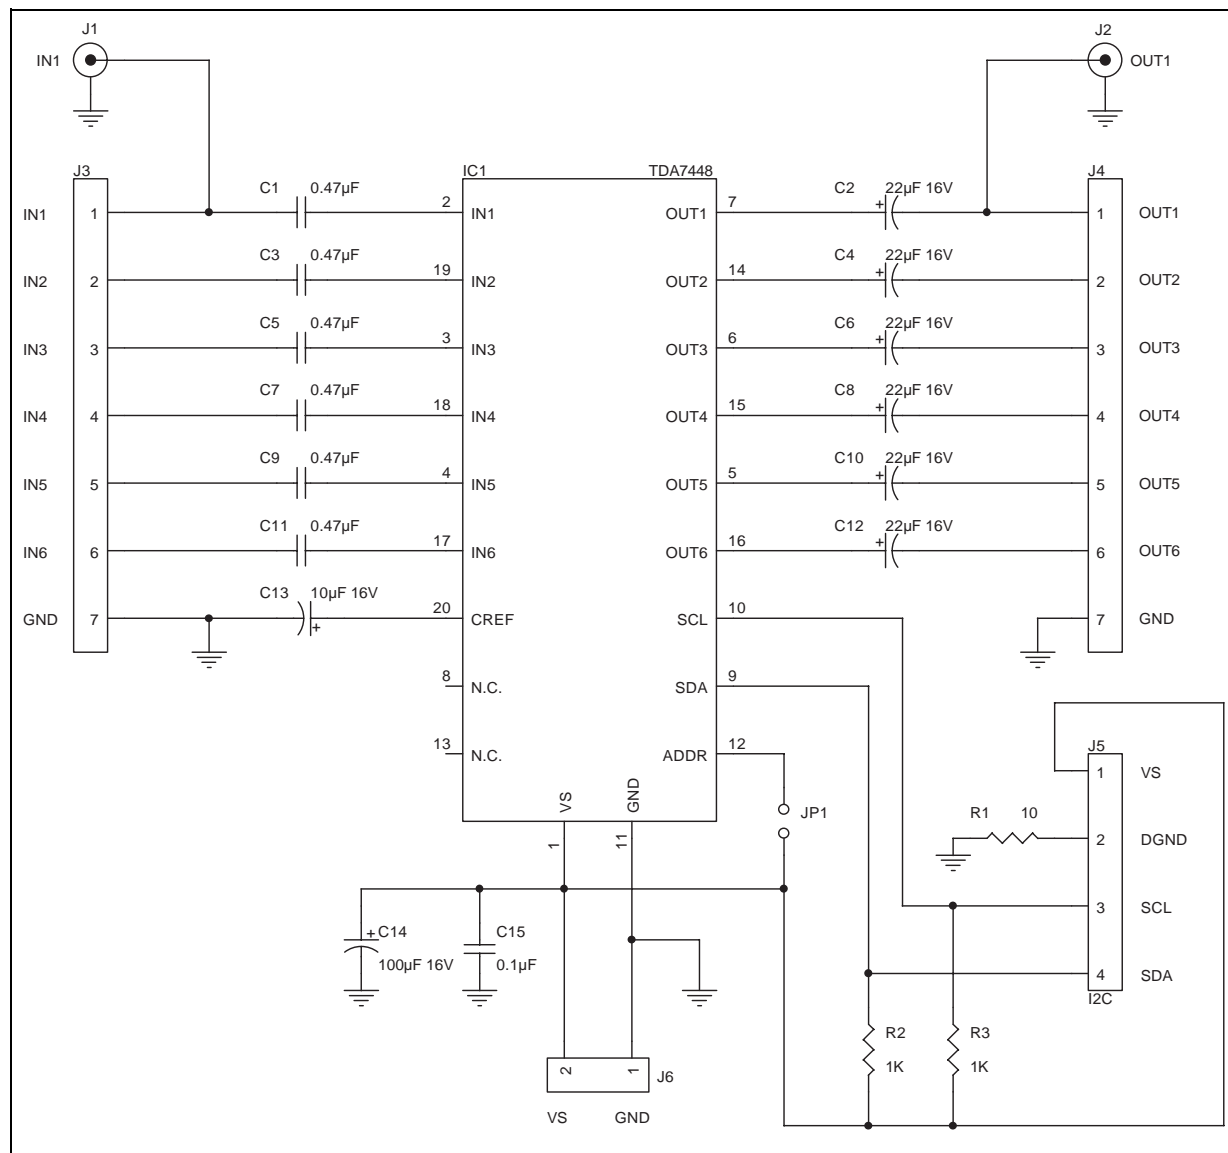 J1
J2
IN1
OUT1
J3
IC1
TDA7448
J4
C1 0.47µF
C2 22µF 16V
+
IN1 1
2 IN1
OUT1 7
1 OUT1
C3 0.47µF
C4 22µF 16V
+
IN2 2
19 IN2
OUT2 14
2 OUT2
C5 0.47µF
C6 22µF 16V
+
IN3 3
3 IN3
OUT3 6
3 OUT3
C7 0.47µF
C8 22µF 16V
+
IN4 4
18 IN4
OUT4 15
4 OUT4
C9 0.47µF
C10 22µF 16V
+
IN5 5
4 IN5
OUT5 5
5 OUT5
C11 0.47µF
C12 22µF 16V
+
IN6 6
17 IN6
OUT6 16
6 OUT6
C13 10µF 16V
+
GND 7
20 CREF
SCL 10
7 GND
8 N.C.
SDA 9
13 N.C.
ADDR 12
J5
VS
GND
1 VS
JP1
R1 10
1
11
2 DGND
3 SCL
+ C14
100µF 16V
C15
0.1µF
4 SDA
I2C
R2
1K
R3
1K
2
1
J6
VS
GND